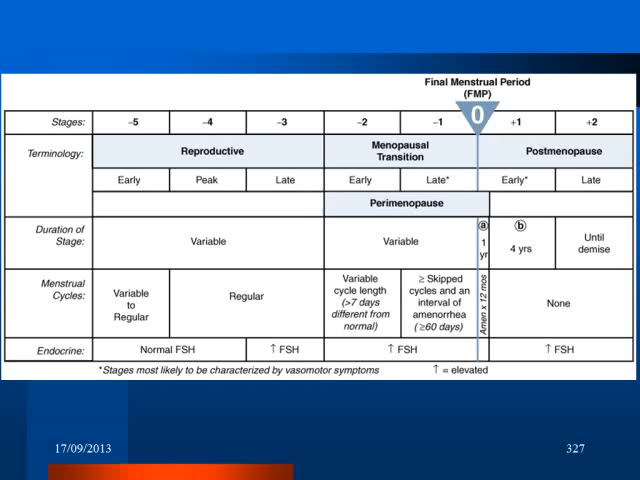 Final Menstrual Period
(FMP)
0
Stages: –5 –4 –3 –2 –1 +1 +2
Terminology: Reproductive Menopausal
Transition Postmenopause
Early Peak Late Early Late* Early* Late
Perimenopause
Duration of
Stage:
Variable
Variable
a
1
yr
b
4 yrs
Until
demise
Menstrual
Cycles:
Variable
to
Regular
Regular
Variable
cycle length
(>7 days
different from
normal)
≥ Skipped
cycles and an
interval of
amenorrhea
(≥60 days)
Amen x 12 mos
None
Endocrine: Normal FSH ↑ FSH ↑ FSH ↑ FSH
*Stages most likely to be characterized by vasomotor symptoms ↑ = elevated
17/09/2013 327